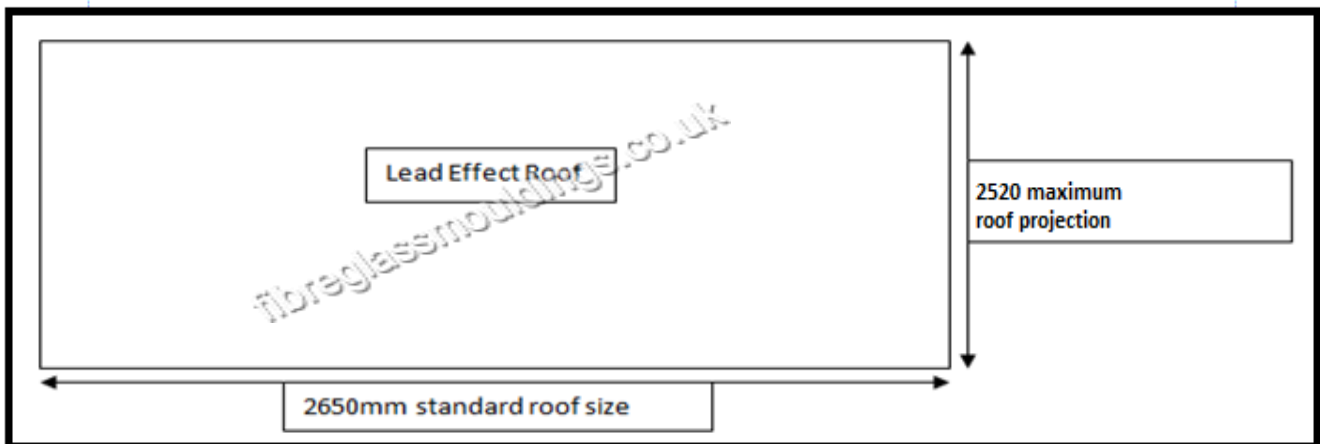 Lead Effect Roof
fibreglassmouldings.co.uk
2520 maximum
roof projection
2650mm standard roof size